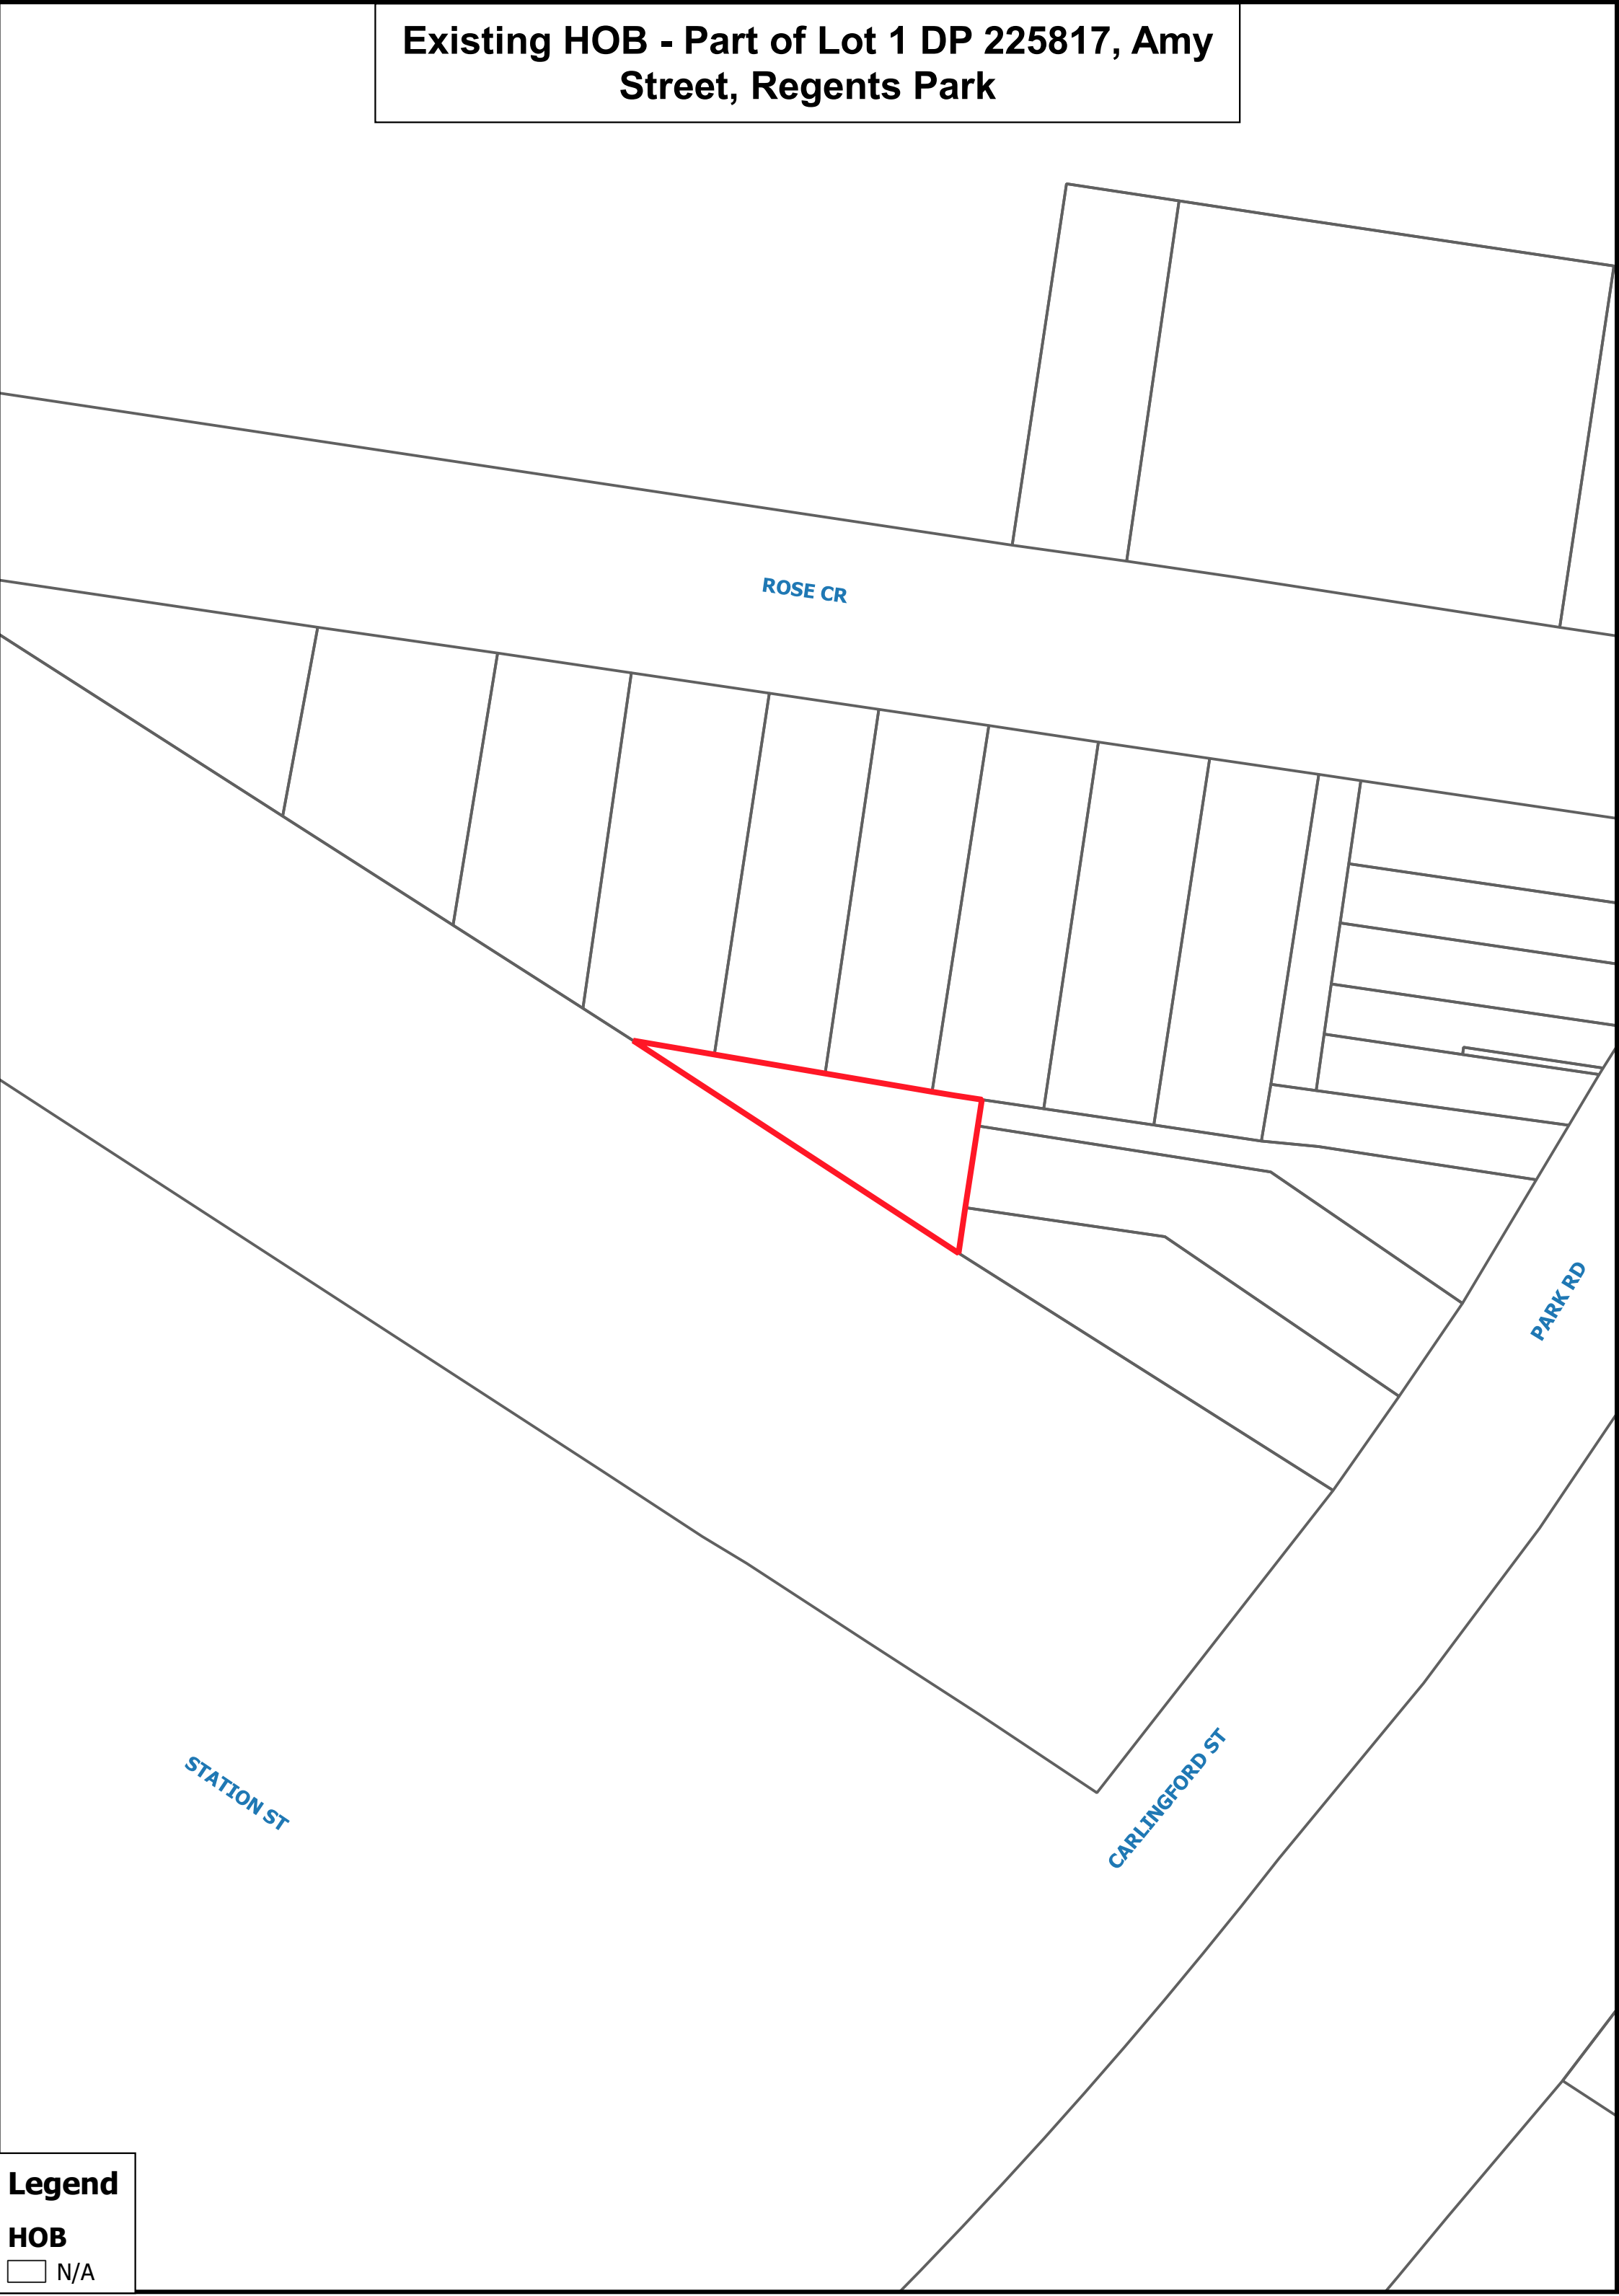 Existing HOB - Part of Lot 1 DP 225817, Amy
Street, Regents Park
ROSE CR
PARK RD
CARLINGFORD ST
STATION ST
Legend
HOB
N/A